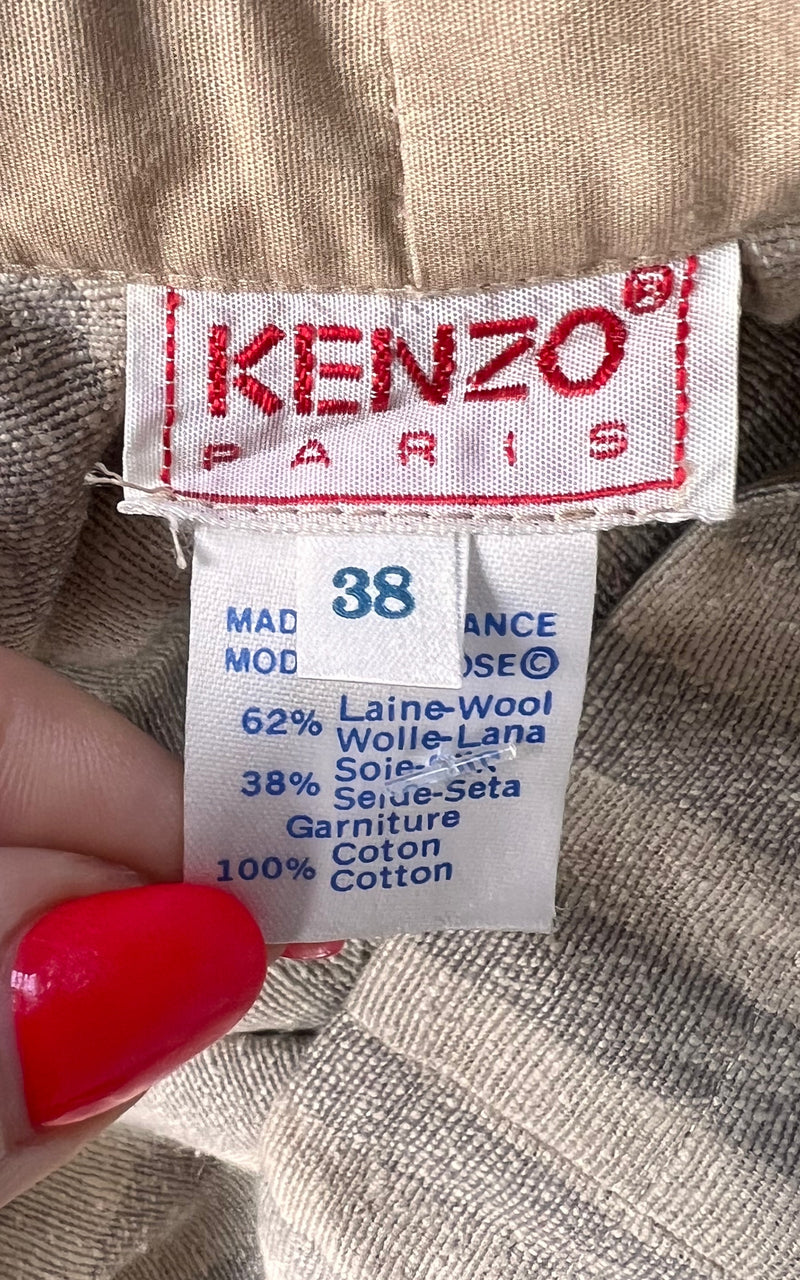 KENZO
PARIS
38
MAD ANCE
MOD OSE©
62% Laine-Wool
Wolle-Lana
38% Soie-
Seide-Seta
Garniture
100% Coton
Cotton